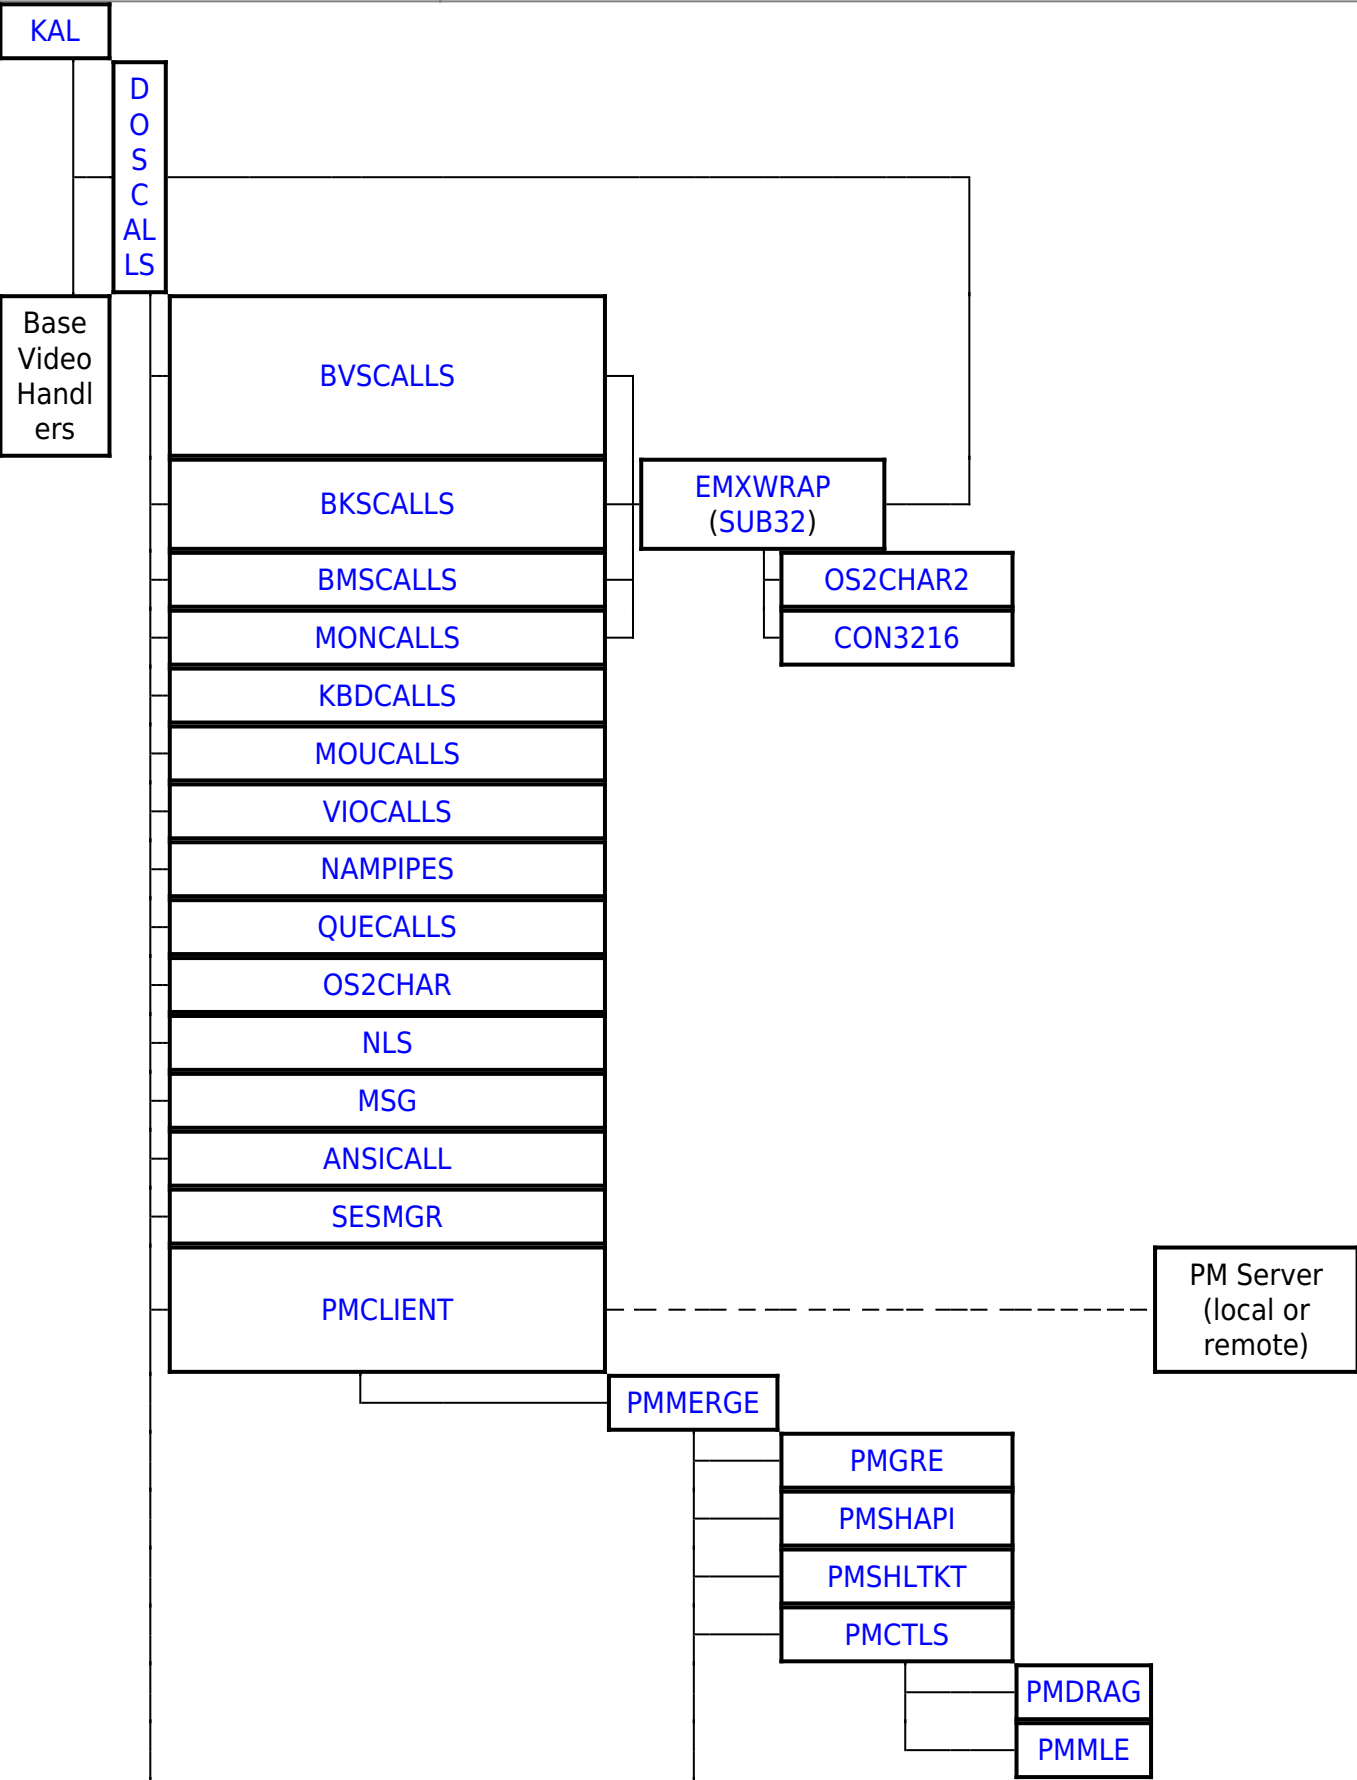 KAL
D
O
S
C
AL
LS
Base
Video
Handl
ers
BVSCALLS
BKSCALLS
EMXWRAP
(SUB32)
BMSCALLS
OS2CHAR2
MONCALLS
CON3216
KBDCALLS
MOUCALLS
VIOCALLS
NAMPIPES
QUECALLS
OS2CHAR
NLS
MSG
ANSICALL
SESMGR
PMCLIENT
PM Server
(local or
remote)
PMMERGE
PMGRE
PMSHAPI
PMSHLTKT
PMCTLS
PMDRAG
PMMLE